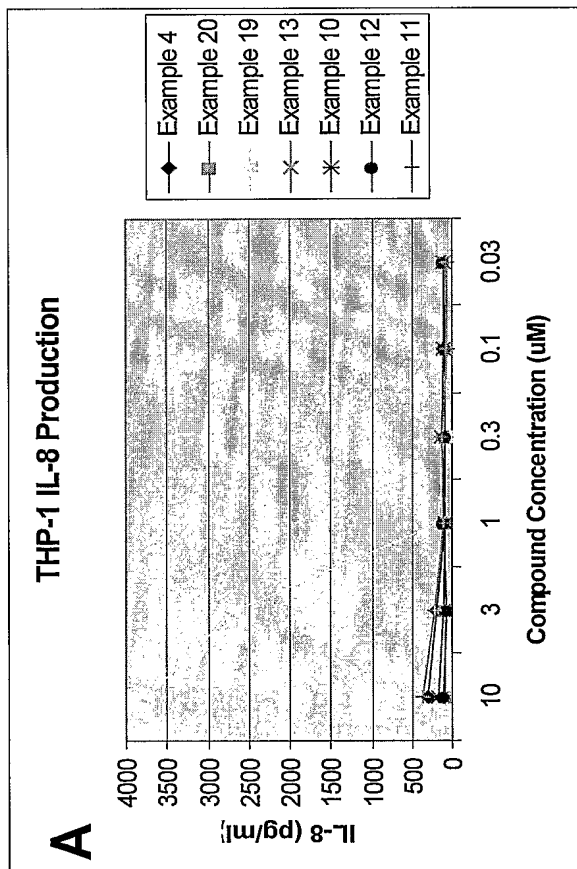 A
THP-1 IL-8 Production
IL-8 (pg/ml)
4000
3500
3000
2500
2000
1500
1000
500
0
10
3
1
0.3
0.1
0.03
Compound Concentration (uM)
Example 4
Example 20
Example 19
Example 13
Example 10
Example 12
Example 11